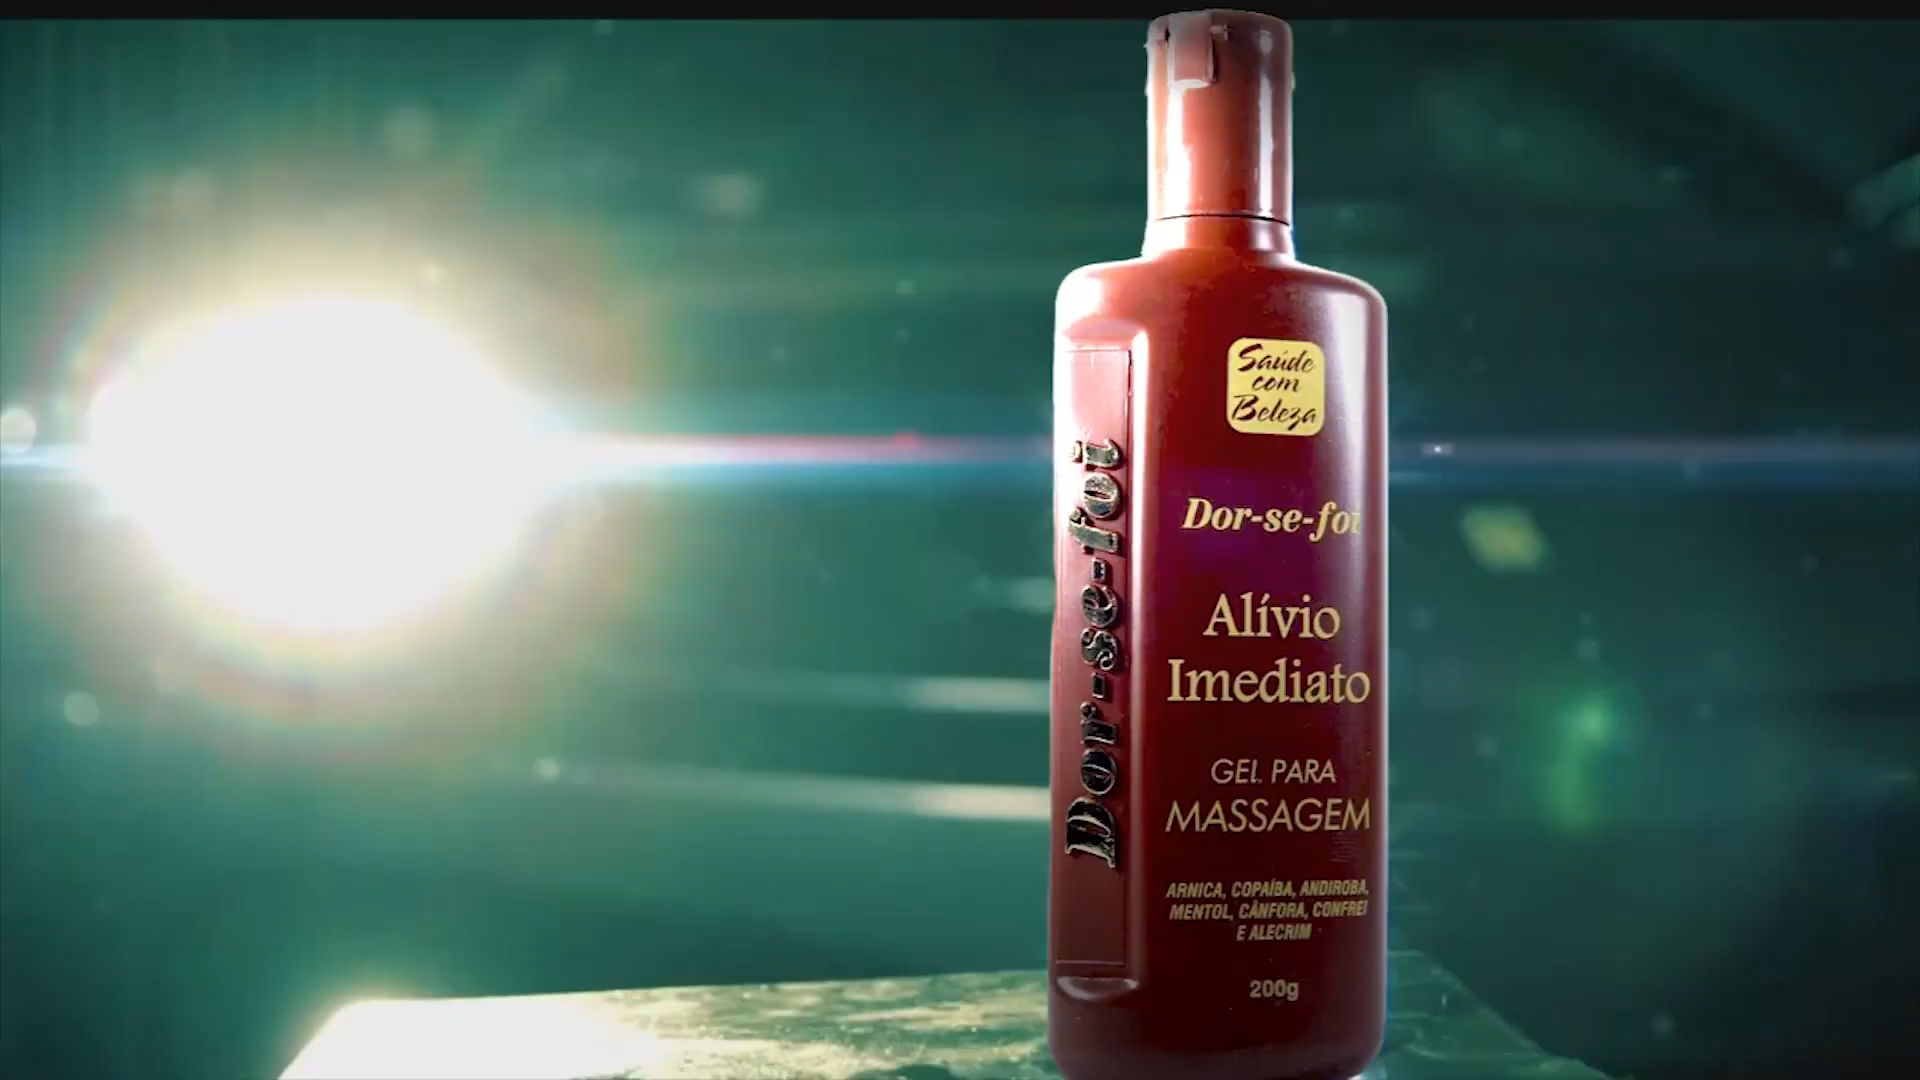 Saúde
com
Beleza
Dor-se-foi
Dor-se-foi
Alívio
Imediato
GEL PARA
MASSAGEM
ARNICA, COPAÍBA, ANDIROBA,
MENTOL, CÂNFORA, CONFREI
E ALECRIM
200g